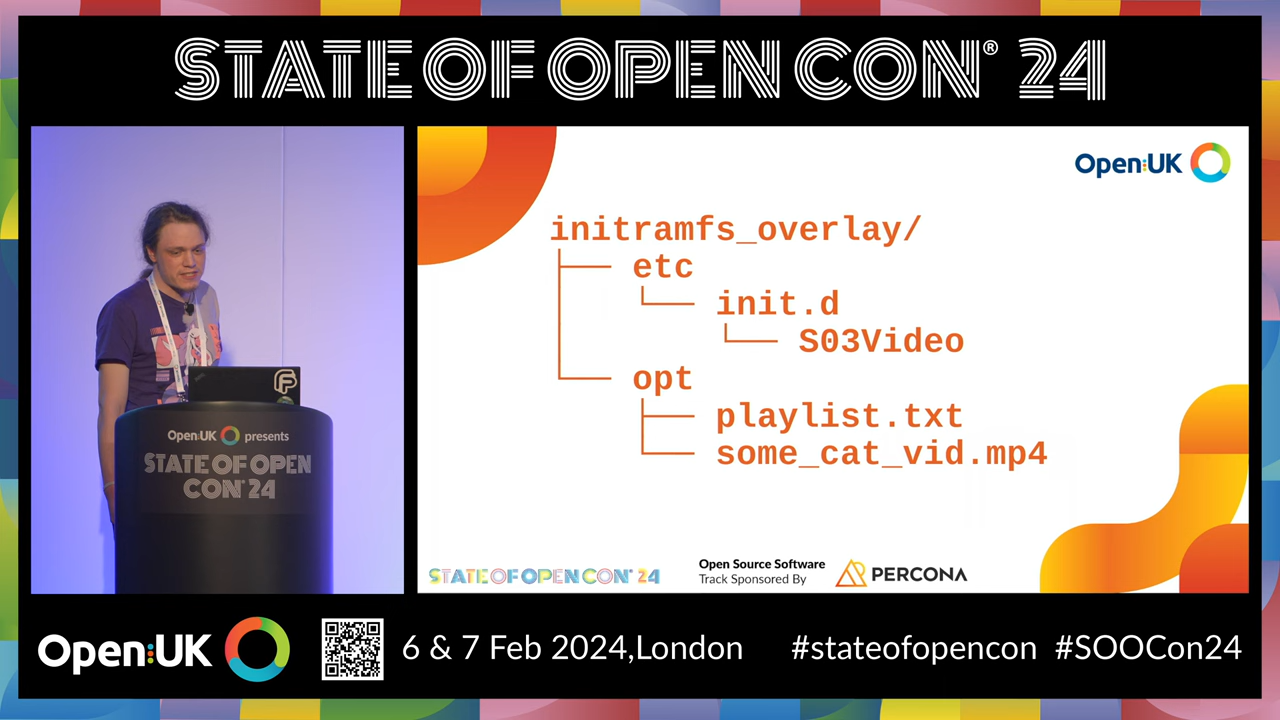 STATE OF OPEN CON® 24
Open:UK
initramfs_overlay/
etc
init.d
S03Video
opt
playlist.txt
some_cat_vid.mp4
Open:UK presents
STATE OF OPEN
CON® 24
STATE OF OPEN CON® 24
Open Source Software
Track Sponsored By
PERCONA
Open:UK
6 & 7 Feb 2024,London
#stateofopencon #SOOCon24